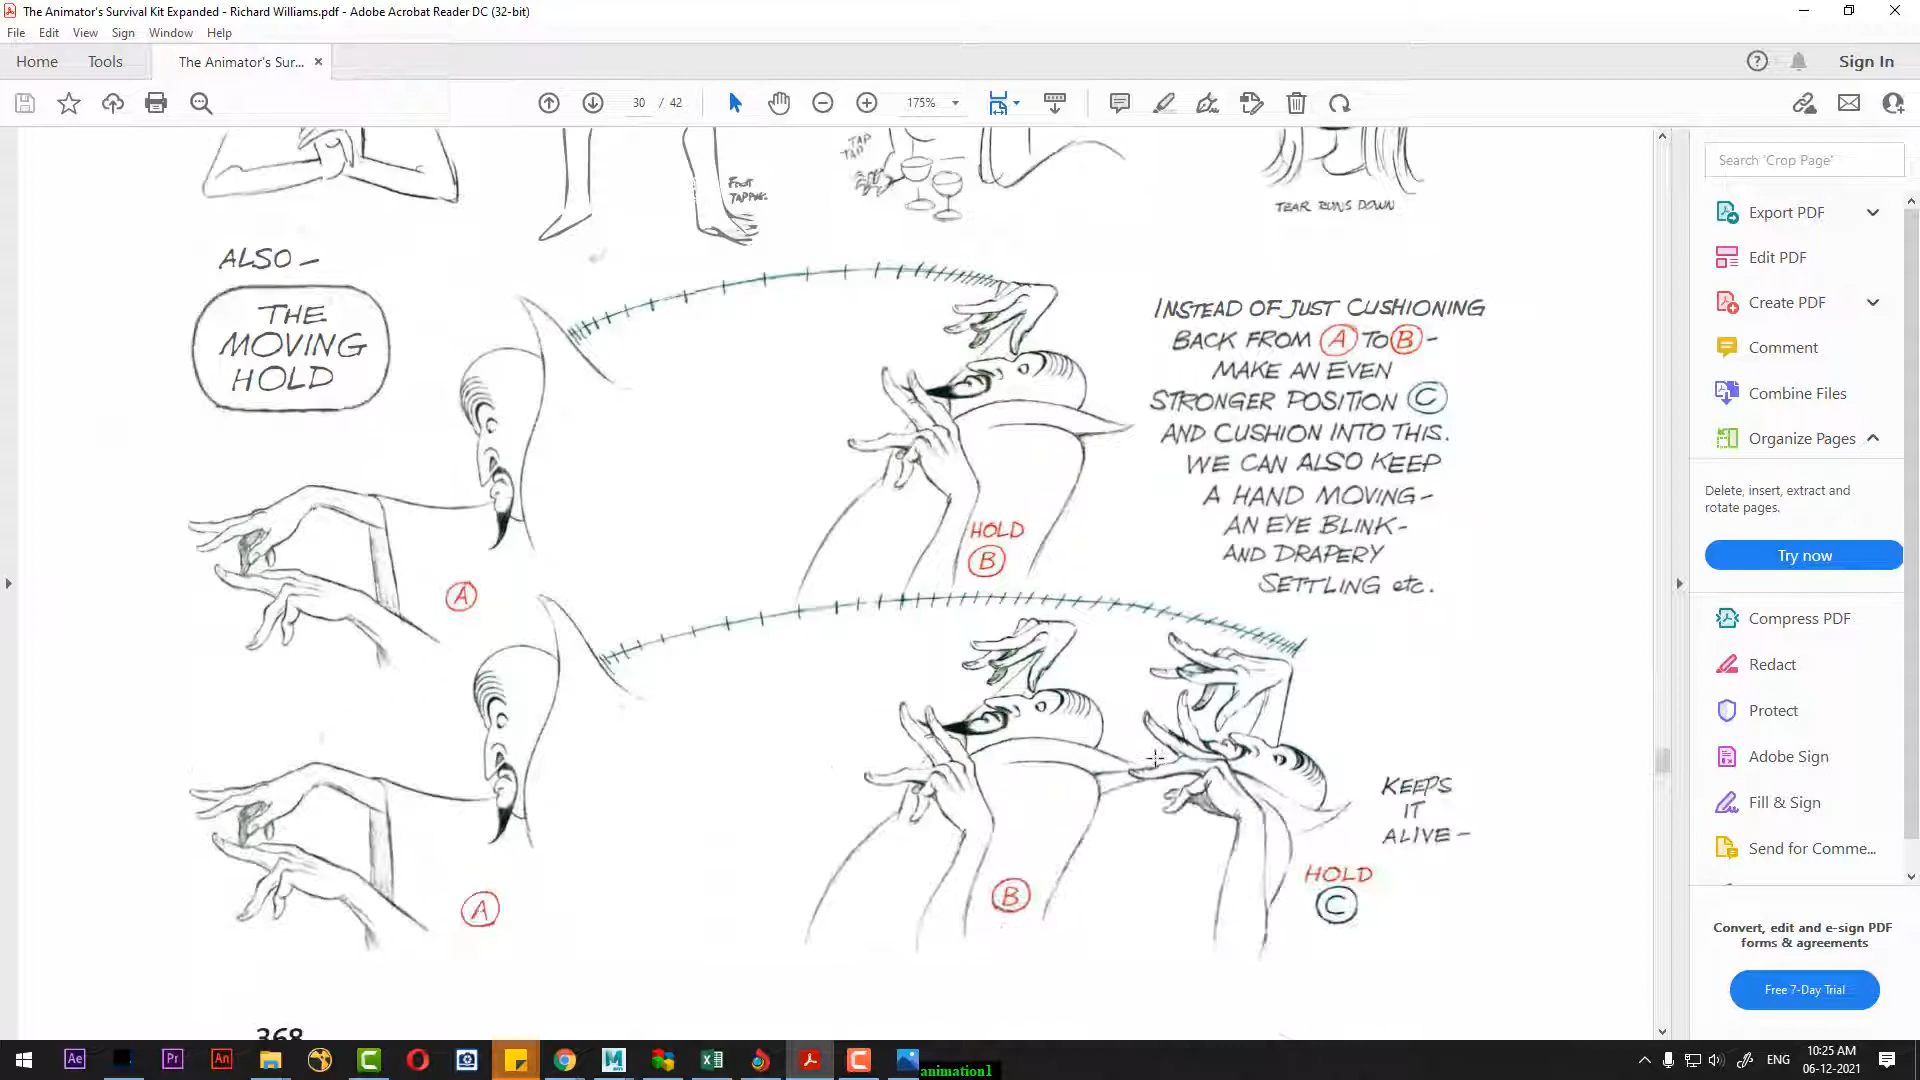 The Animator's Survival Kit Expanded - Richard Williams.pdf - Adobe Acrobat Reader DC (32-bit)
File Edit View Sign Window Help
Home Tools The Animator's Sur... Sign In
30 / 42 175%
TAP
TAP
FOOT
TAPPING
TEAR RUNS DOWN
ALSO -
THE
MOVING
HOLD
INSTEAD OF JUST CUSHIONING
BACK FROM A TO B -
MAKE AN EVEN
STRONGER POSITION C
AND CUSHION INTO THIS.
WE CAN ALSO KEEP
A HAND MOVING -
AN EYE BLINK -
AND DRAPERY
SETTLING etc.
HOLD
B
A
KEEPS
IT
ALIVE -
HOLD
C
B
A
368
Search 'Crop Page'
Export PDF
Edit PDF
Create PDF
Comment
Combine Files
Organize Pages
Delete, insert, extract and
rotate pages.
Try now
Compress PDF
Redact
Protect
Adobe Sign
Fill & Sign
Send for Comme...
Convert, edit and e-sign PDF
forms & agreements
Free 7-Day Trial
Ae Pr An
animation1
ENG
10:25 AM
06-12-2021